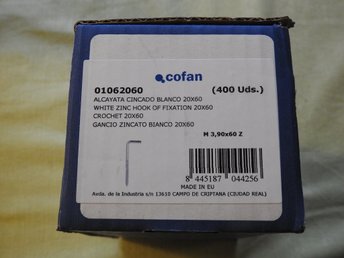 cofan
01062060 (400 Uds.)
ALCAYATA CINCADO BLANCO 20X60
WHITE ZINC HOOK OF FIXATION 20X60
CROCHET 20X60
GANCIO ZINCATO BIANCO 20X60
M 3,90x60 Z
MADE IN EU
8 445187 044256
Avda. de la Industria s/n 13610 CAMPO DE CRIPTANA (CIUDAD REAL)